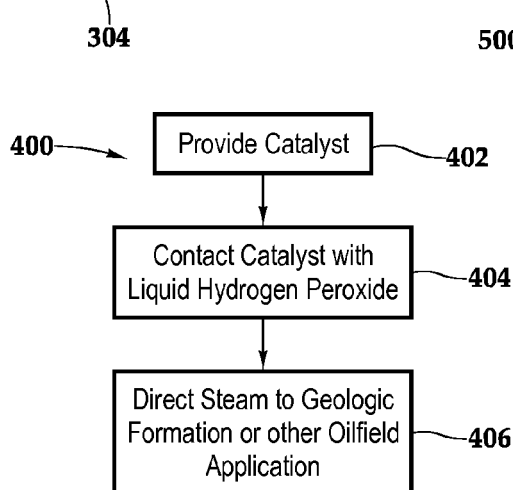 304
500
400
Provide Catalyst
402
Contact Catalyst with
Liquid Hydrogen Peroxide
404
Direct Steam to Geologic
Formation or other Oilfield
Application
406